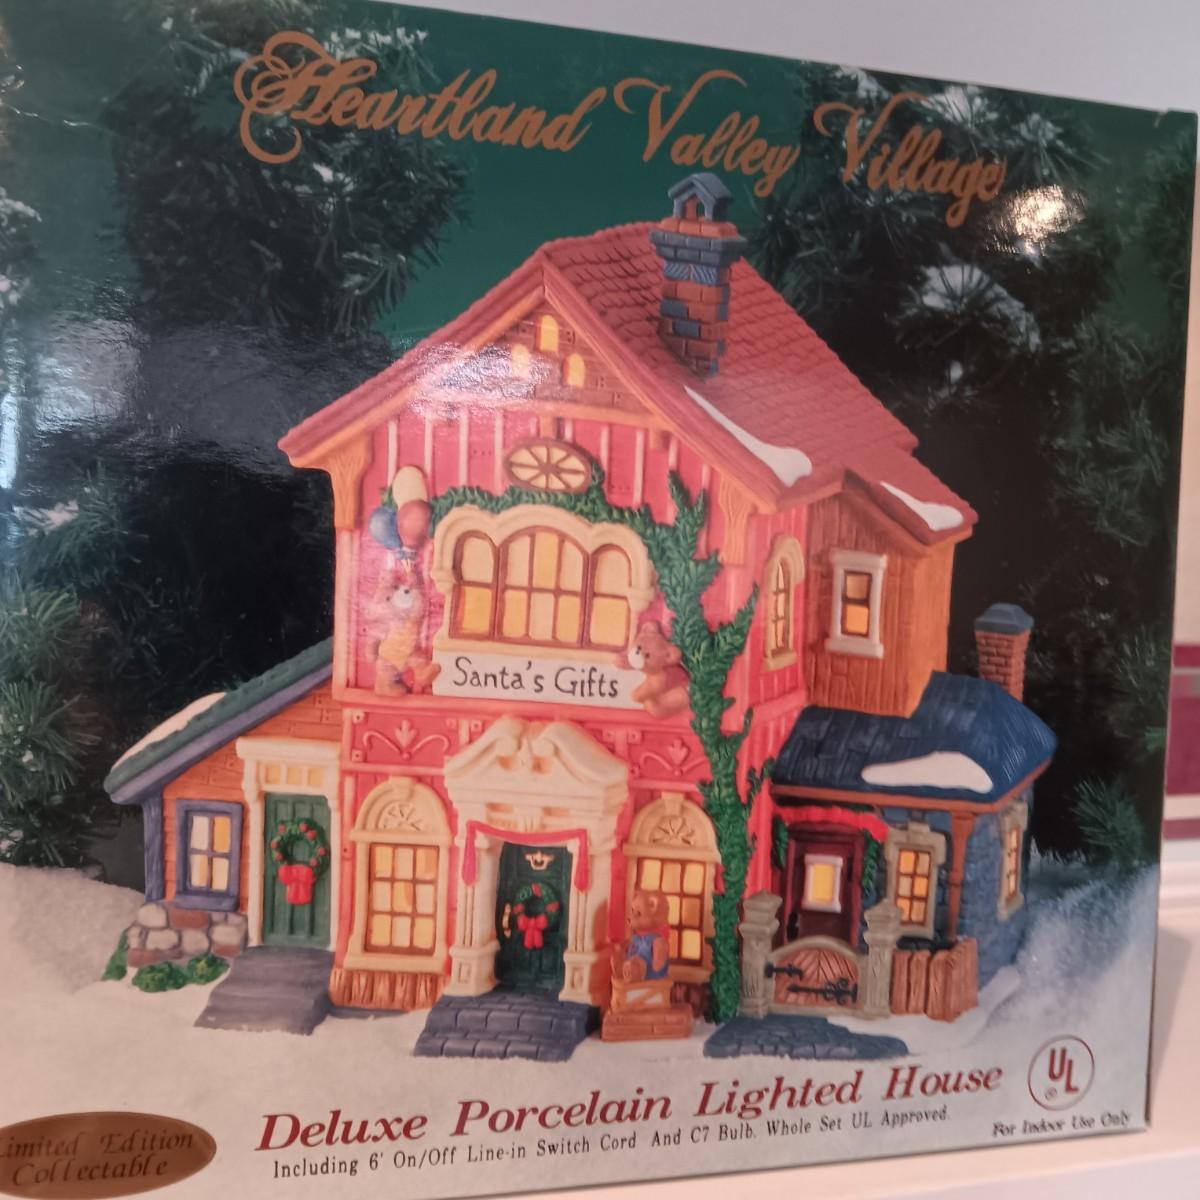 Heartland Valley Village
Santa's Gifts
Deluxe Porcelain Lighted House
Including 6' On/Off Line-in Switch Cord And C7 Bulb. Whole Set UL Approved.
UL
®
For Indoor Use Only
Limited Edition
Collectable